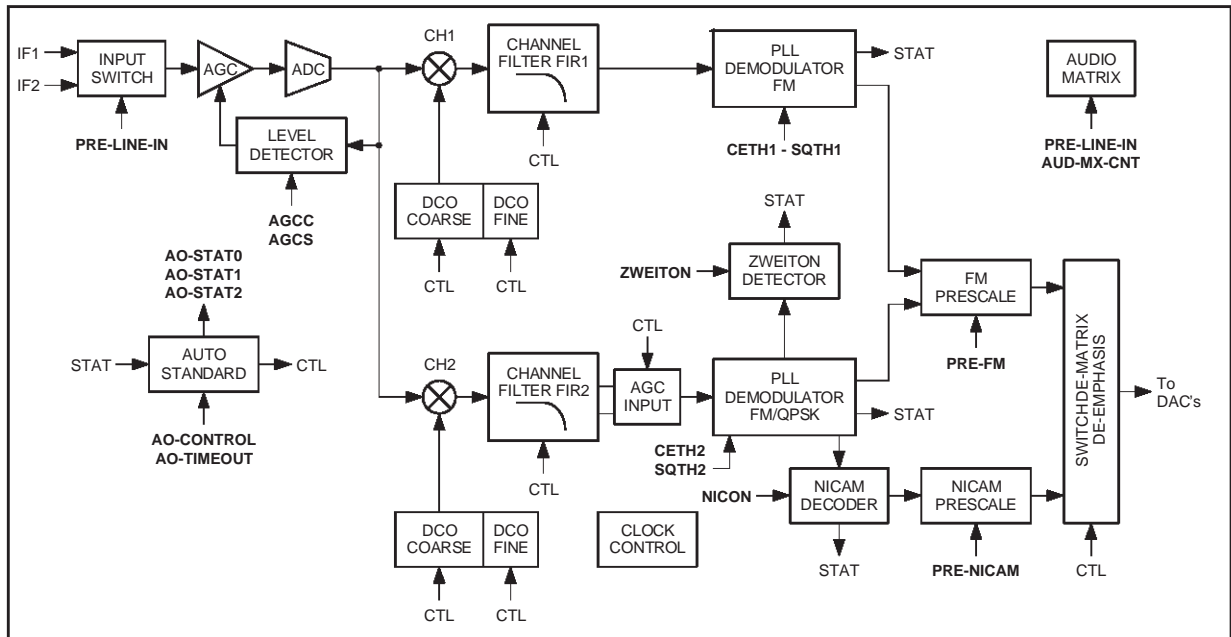 IF1
IF2
INPUT
SWITCH
PRE-LINE-IN
AGC
ADC
LEVEL
DETECTOR
AGCC
AGCS
CH1
CHANNEL
FILTER FIR1
CTL
DCO
COARSE
DCO
FINE
CTL
CTL
PLL
DEMODULATOR
FM
STAT
CETH1 - SQTH1
AUDIO
MATRIX
PRE-LINE-IN
AUD-MX-CNT
STAT
ZWEITON
ZWEITON
DETECTOR
AO-STAT0
AO-STAT1
AO-STAT2
STAT
AUTO
STANDARD
CTL
AO-CONTROL
AO-TIMEOUT
CH2
CHANNEL
FILTER FIR2
CTL
CTL
AGC
INPUT
PLL
DEMODULATOR
FM/QPSK
STAT
CETH2
SQTH2
FM
PRESCALE
PRE-FM
NICON
NICAM
DECODER
STAT
NICAM
PRESCALE
PRE-NICAM
SWITCHDE-MATRIX
DE-EMPHASIS
CTL
To
DAC's
DCO
COARSE
DCO
FINE
CTL
CTL
CLOCK
CONTROL